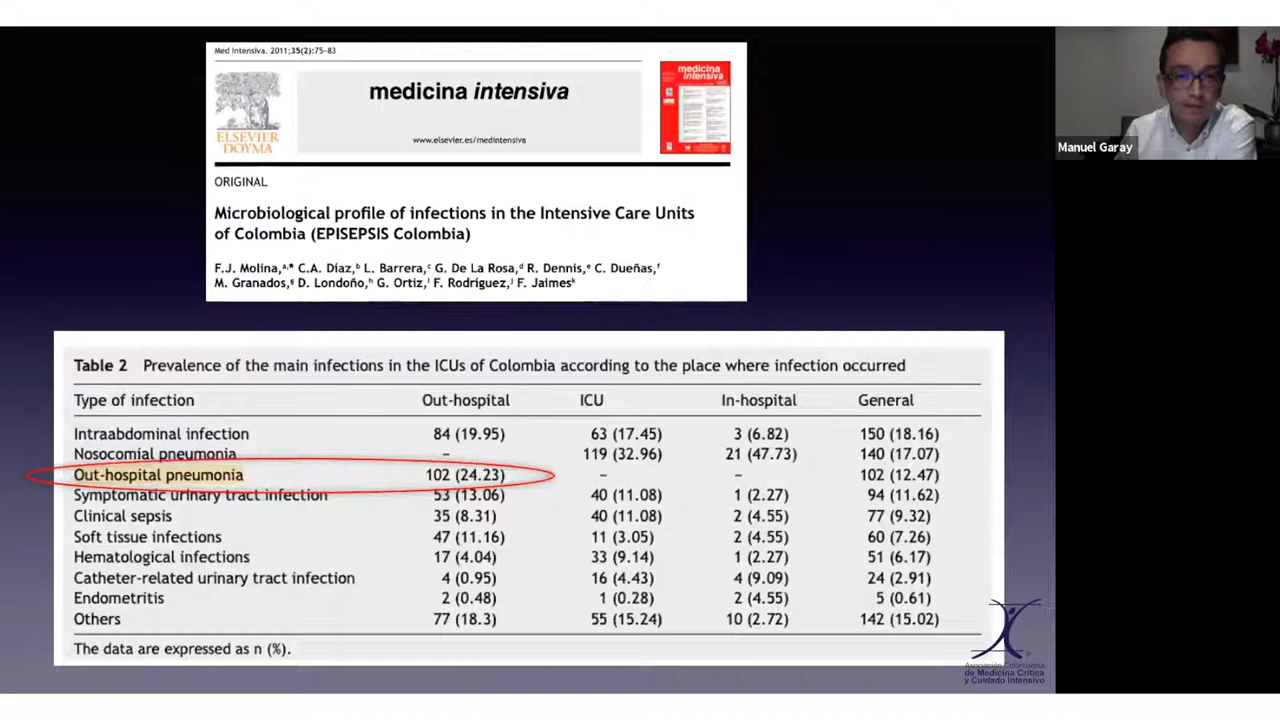 Med Intensiva. 2011;35(2):75–83
medicina intensiva
www.elsevier.es/medintensiva
ELSEVIER
DOYMA
medicina
intensiva
ORIGINAL
Microbiological profile of infections in the Intensive Care Units
of Colombia (EPISEPSIS Colombia)
F.J. Molina,a,* C.A. Díaz,b L. Barrera,c G. De La Rosa,d R. Dennis,e C. Dueñas,f
M. Granados,g D. Londoño,h G. Ortiz,i F. Rodríguez,j F. Jaimesk
Manuel Garay
Table 2 Prevalence of the main infections in the ICUs of Colombia according to the place where infection occurred
Type of infection Out-hospital ICU In-hospital General
Intraabdominal infection 84 (19.95) 63 (17.45) 3 (6.82) 150 (18.16)
Nosocomial pneumonia – 119 (32.96) 21 (47.73) 140 (17.07)
Out-hospital pneumonia 102 (24.23) – – 102 (12.47)
Symptomatic urinary tract infection 53 (13.06) 40 (11.08) 1 (2.27) 94 (11.62)
Clinical sepsis 35 (8.31) 40 (11.08) 2 (4.55) 77 (9.32)
Soft tissue infections 47 (11.16) 11 (3.05) 2 (4.55) 60 (7.26)
Hematological infections 17 (4.04) 33 (9.14) 1 (2.27) 51 (6.17)
Catheter-related urinary tract infection 4 (0.95) 16 (4.43) 4 (9.09) 24 (2.91)
Endometritis 2 (0.48) 1 (0.28) 2 (4.55) 5 (0.61)
Others 77 (18.3) 55 (15.24) 10 (2.72) 142 (15.02)
The data are expressed as n (%).
Asociación Colombiana
de Medicina Crítica
y Cuidado Intensivo